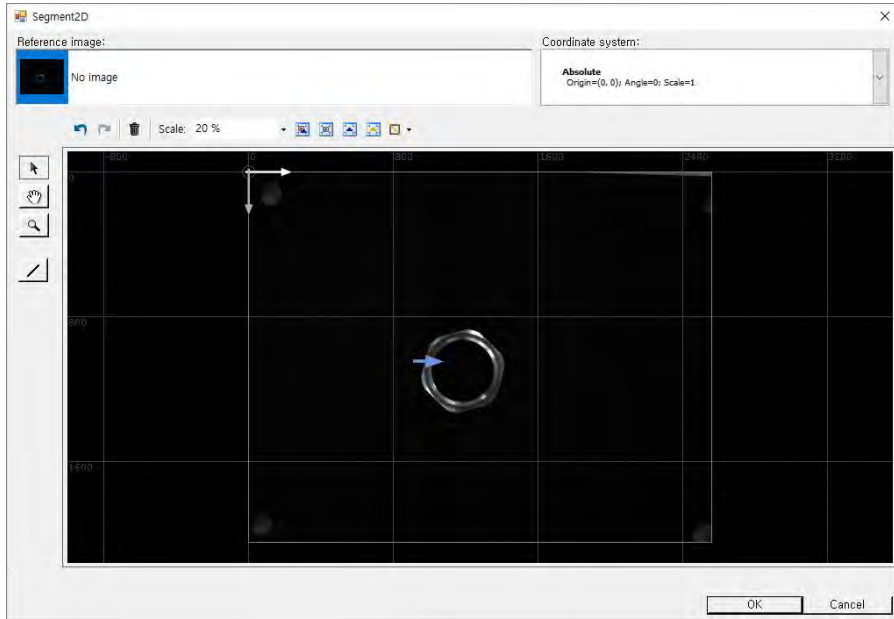 Segment2D
Reference image:
No image
Coordinate system:
Absolute
Origin=(0, 0); Angle=0; Scale=1
Scale: 20 %
-800 0 800 1600 2400 3200
0
800
1600
OK
Cancel